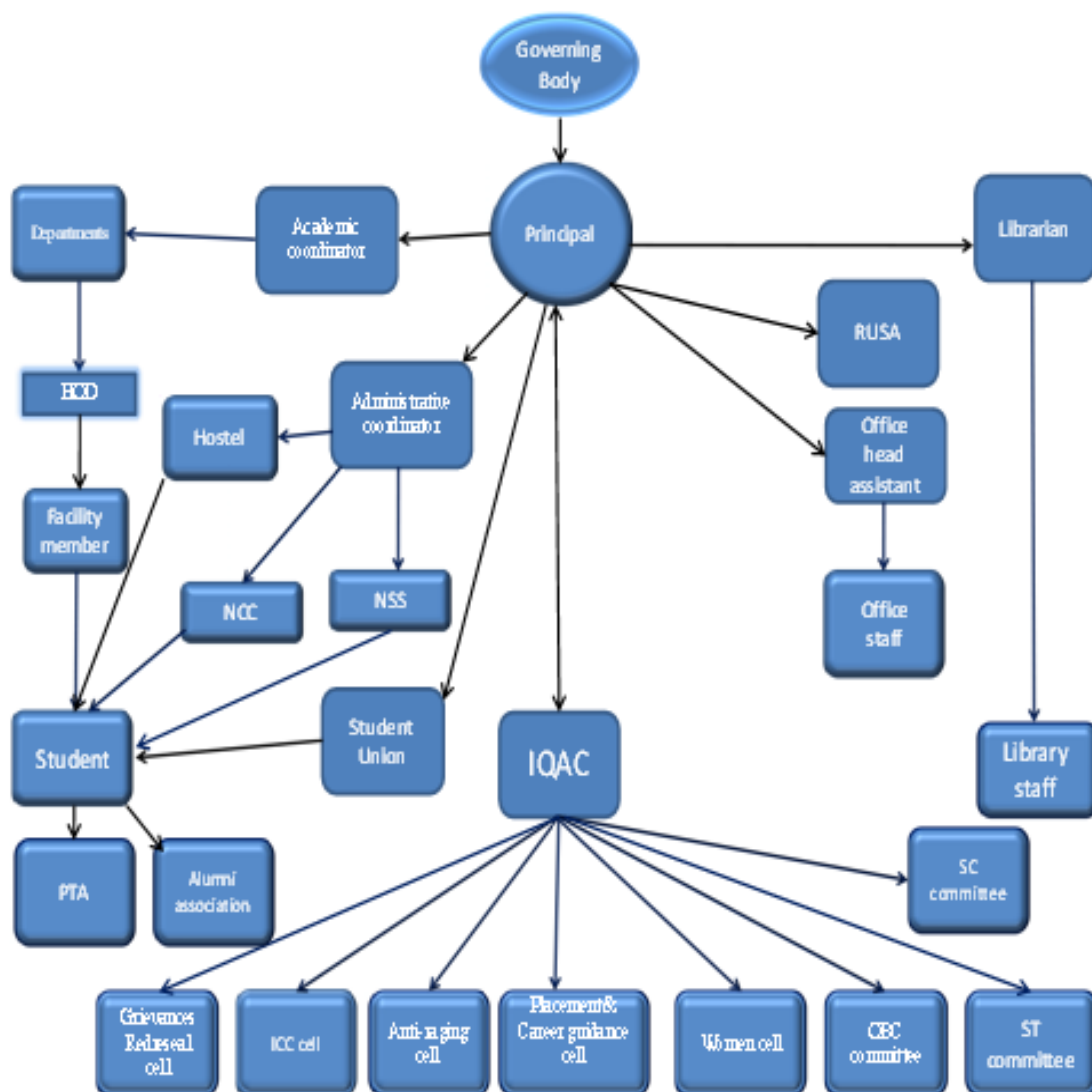 Governing
Body
Principal
Librarian
Academic
coordinator
Departments
RUSA
HOD
Administrative
coordinator
Hostel
Office
head
assistant
Facility
member
NCC
NSS
Office
staff
Student
Student
Union
IQAC
Library
staff
PTA
Alumni
association
SC
committee
Grievances
Redressal
cell
ICC cell
Anti-raging
cell
Placement&
Career guidance
cell
Women cell
OBC
committee
ST
committee